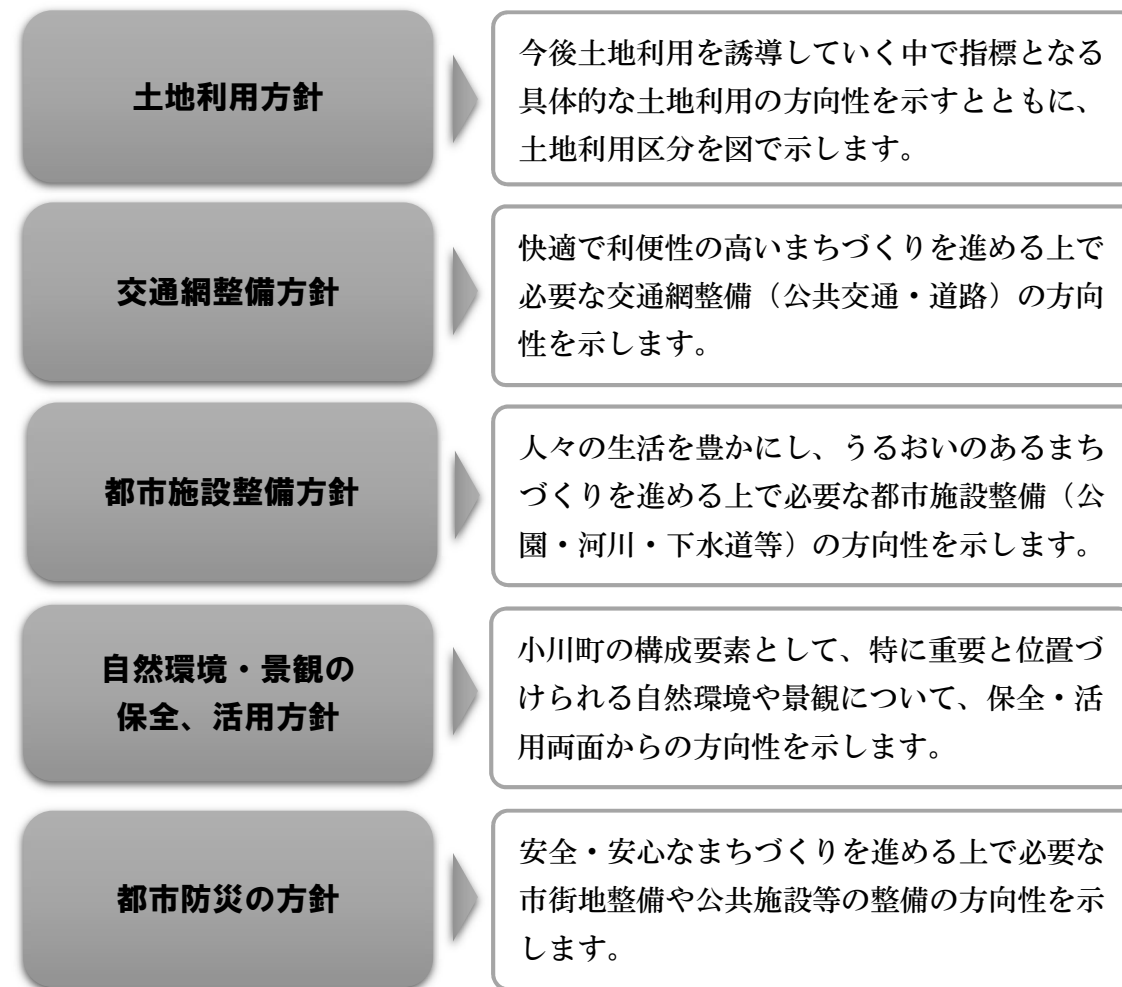 土地利用方針
今後土地利用を誘導していく中で指標となる
具体的な土地利用の方向性を示すとともに、
土地利用区分を図で示します。
交通網整備方針
快適で利便性の高いまちづくりを進める上で
必要な交通網整備（公共交通・道路）の方向
性を示します。
都市施設整備方針
人々の生活を豊かにし、うるおいのあるまち
づくりを進める上で必要な都市施設整備（公
園・河川・下水道等）の方向性を示します。
自然環境・景観の
保全、活用方針
小川町の構成要素として、特に重要と位置づ
けられる自然環境や景観について、保全・活
用両面からの方向性を示します。
都市防災の方針
安全・安心なまちづくりを進める上で必要な
市街地整備や公共施設等の整備の方向性を示
します。